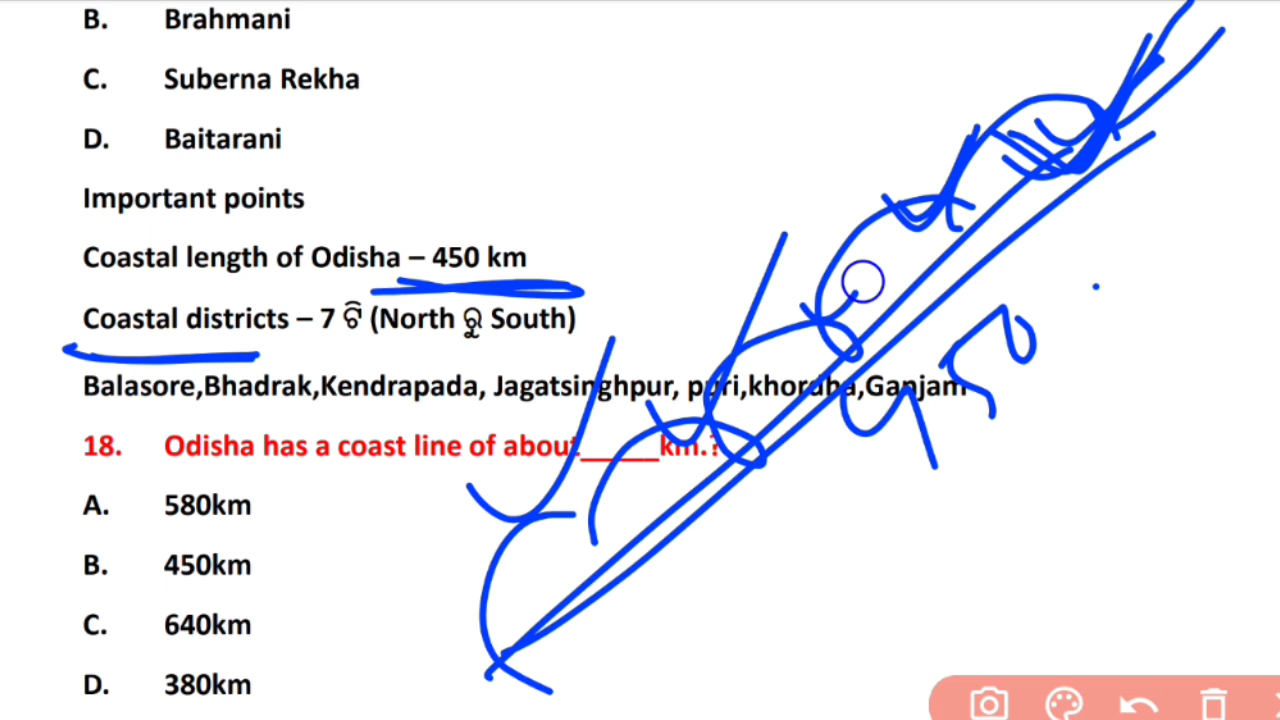 B. Brahmani
C. Suberna Rekha
D. Baitarani
Important points
Coastal length of Odisha – 450 km
Coastal districts – 7 ଟି (North ରୁ South)
Balasore,Bhadrak,Kendrapada, Jagatsinghpur, puri,khordha,Ganjam
450
18. Odisha has a coast line of about______km.?
A. 580km
B. 450km
C. 640km
D. 380km